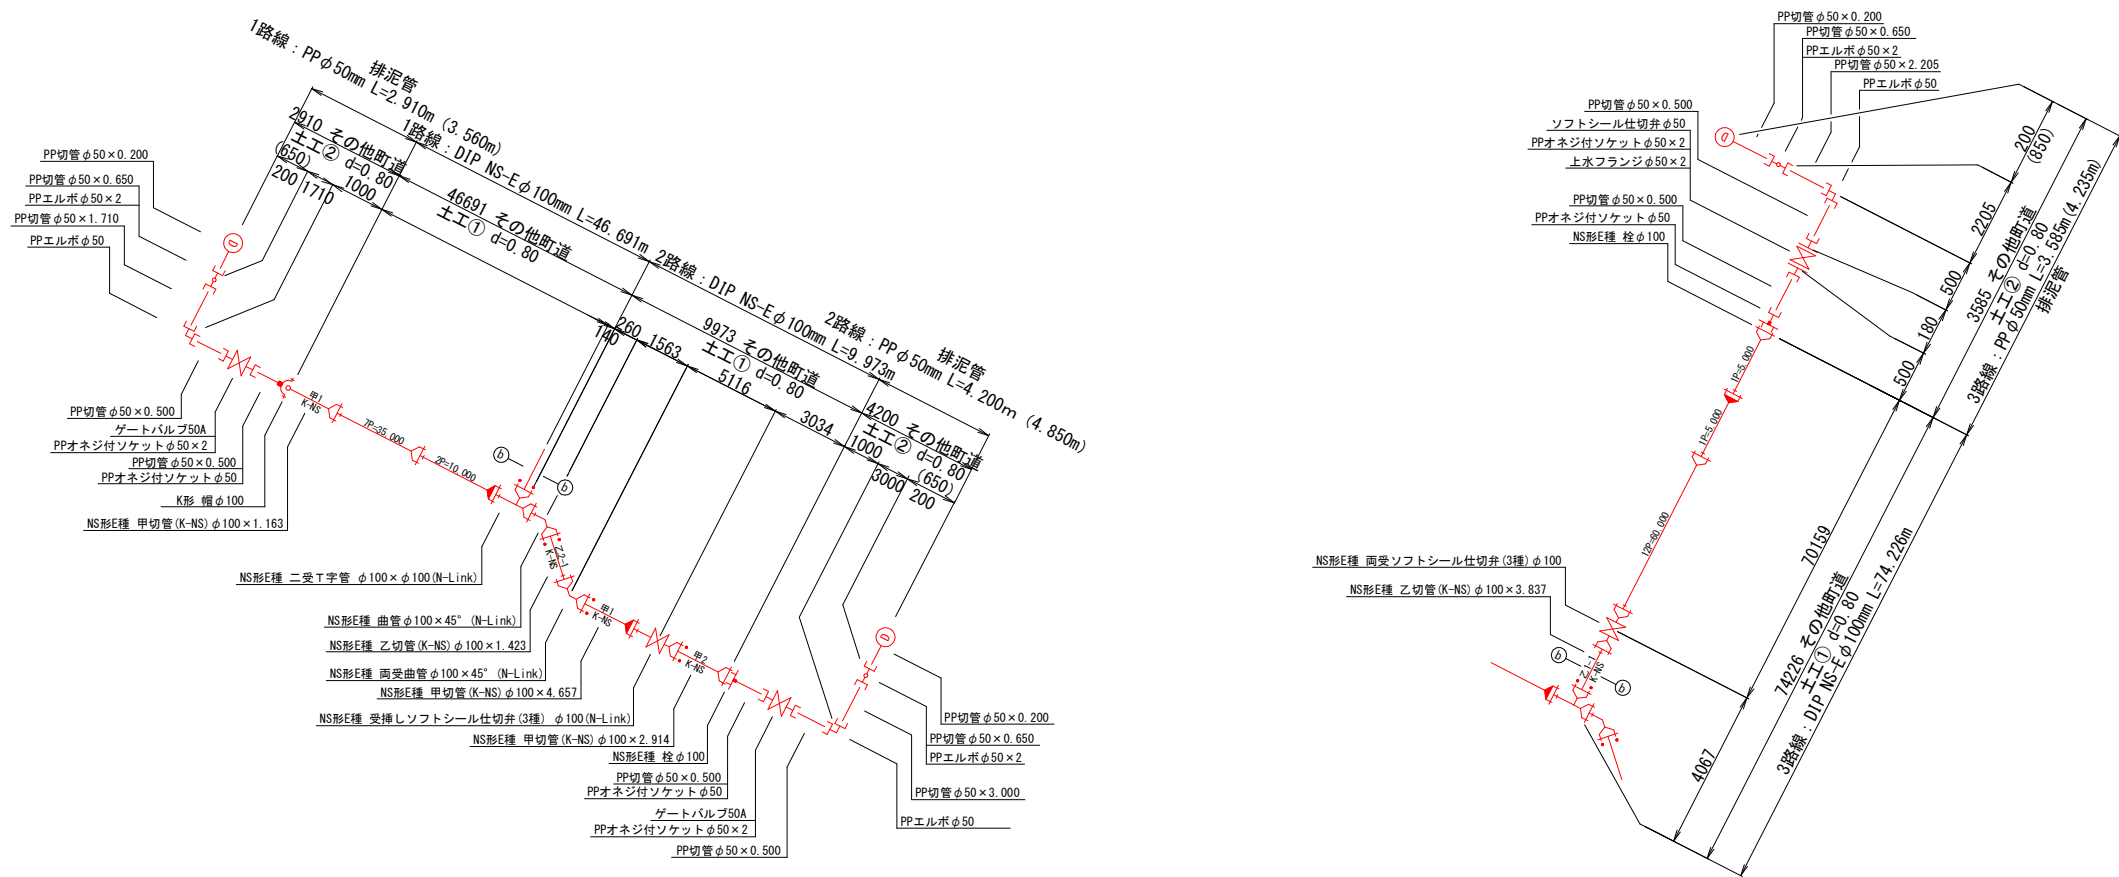 1路線：PPφ50mm L=2.910m (3.560m)
排泥管
2910 その他町道
土工② d=0.80
(650)
200
1710
1000
1路線：DIP NS-Eφ100mm L=46.691m
46691 その他町道
土工① d=0.80
2路線：DIP NS-Eφ100mm L=9.973m
9973 その他町道
土工① d=0.80
140
260
1563
5116
3034
2路線：PPφ50mm L=4.200m (4.850m)
排泥管
4200 その他町道
土工② d=0.80
(650)
1000
3000
200
PP切管φ50×0.200
PP切管φ50×0.650
PPエルボφ50×2
PP切管φ50×1.710
PPエルボφ50
D
PP切管φ50×0.500
ゲートバルブ50A
PPオネジ付ソケットφ50×2
PP切管φ50×0.500
PPオネジ付ソケットφ50
K形 帽φ100
NS形E種 甲切管(K-NS)φ100×1.163
甲1
K-NS
7P=35.000
2P=10.000
b
b
乙2-1
K-NS
甲1
K-NS
甲2
K-NS
D
NS形E種 二受T字管 φ100×φ100(N-Link)
NS形E種 曲管φ100×45° (N-Link)
NS形E種 乙切管(K-NS)φ100×1.423
NS形E種 両受曲管φ100×45° (N-Link)
NS形E種 甲切管(K-NS)φ100×4.657
NS形E種 受挿しソフトシール仕切弁(3種) φ100(N-Link)
NS形E種 甲切管(K-NS)φ100×2.914
NS形E種 栓φ100
PP切管φ50×0.500
PPオネジ付ソケットφ50
ゲートバルブ50A
PPオネジ付ソケットφ50×2
PP切管φ50×0.500
PP切管φ50×0.200
PP切管φ50×0.650
PPエルボφ50×2
PP切管φ50×3.000
PPエルボφ50
PP切管φ50×0.200
PP切管φ50×0.650
PPエルボφ50×2
PP切管φ50×2.205
PPエルボφ50
PP切管φ50×0.500
ソフトシール仕切弁φ50
PPオネジ付ソケットφ50×2
上水フランジφ50×2
PP切管φ50×0.500
PPオネジ付ソケットφ50
NS形E種 栓φ100
D
200
(850)
2205
500
180
500
3585 その他町道
土工② d=0.80
3路線：PPφ50mm L=3.585m(4.235m)
排泥管
1P=5.000
1P=5.000
12P=60.000
NS形E種 両受ソフトシール仕切弁(3種)φ100
NS形E種 乙切管(K-NS)φ100×3.837
b
b
乙1-1
K-NS
70159
4067
74226 その他町道
土工① d=0.80
3路線：DIP NS-Eφ100mm L=74.226m